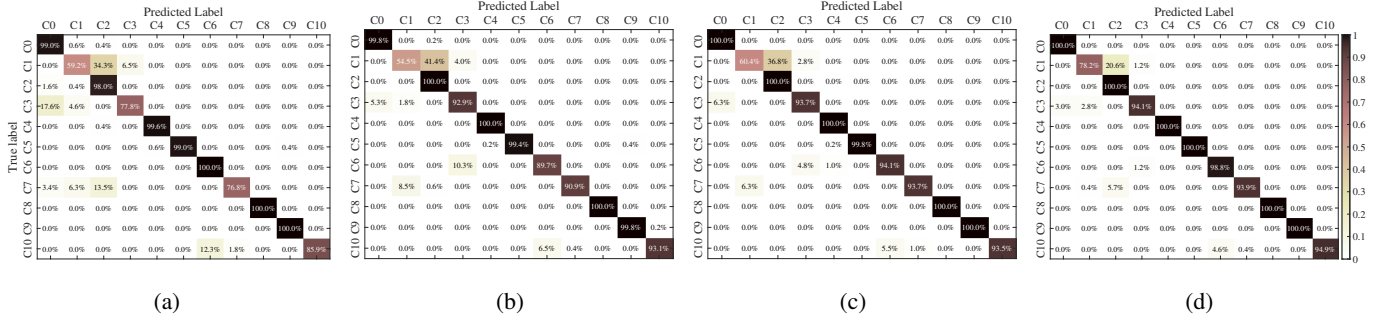 Predicted Label
C0 C1 C2 C3 C4 C5 C6 C7 C8 C9 C10
True label
C0 99.0% 0.6% 0.4% 0.0% 0.0% 0.0% 0.0% 0.0% 0.0% 0.0% 0.0%
C1 0.0% 59.2% 34.3% 6.5% 0.0% 0.0% 0.0% 0.0% 0.0% 0.0% 0.0%
C2 1.6% 0.4% 98.0% 0.0% 0.0% 0.0% 0.0% 0.0% 0.0% 0.0% 0.0%
C3 17.6% 4.6% 0.0% 77.8% 0.0% 0.0% 0.0% 0.0% 0.0% 0.0% 0.0%
C4 0.0% 0.0% 0.4% 0.0% 99.6% 0.0% 0.0% 0.0% 0.0% 0.0% 0.0%
C5 0.0% 0.0% 0.0% 0.0% 0.6% 99.0% 0.0% 0.0% 0.0% 0.4% 0.0%
C6 0.0% 0.0% 0.0% 0.0% 0.0% 0.0% 100.0% 0.0% 0.0% 0.0% 0.0%
C7 3.4% 6.3% 13.5% 0.0% 0.0% 0.0% 0.0% 76.8% 0.0% 0.0% 0.0%
C8 0.0% 0.0% 0.0% 0.0% 0.0% 0.0% 0.0% 0.0% 100.0% 0.0% 0.0%
C9 0.0% 0.0% 0.0% 0.0% 0.0% 0.0% 0.0% 0.0% 0.0% 100.0% 0.0%
C10 0.0% 0.0% 0.0% 0.0% 0.0% 0.0% 12.3% 1.8% 0.0% 0.0% 85.9%
(a)
Predicted Label
C0 C1 C2 C3 C4 C5 C6 C7 C8 C9 C10
C0 99.8% 0.0% 0.2% 0.0% 0.0% 0.0% 0.0% 0.0% 0.0% 0.0% 0.0%
C1 0.0% 54.5% 41.4% 4.0% 0.0% 0.0% 0.0% 0.0% 0.0% 0.0% 0.0%
C2 0.0% 0.0% 100.0% 0.0% 0.0% 0.0% 0.0% 0.0% 0.0% 0.0% 0.0%
C3 5.3% 1.8% 0.0% 92.9% 0.0% 0.0% 0.0% 0.0% 0.0% 0.0% 0.0%
C4 0.0% 0.0% 0.0% 0.0% 100.0% 0.0% 0.0% 0.0% 0.0% 0.0% 0.0%
C5 0.0% 0.0% 0.0% 0.0% 0.2% 99.4% 0.0% 0.0% 0.0% 0.4% 0.0%
C6 0.0% 0.0% 0.0% 10.3% 0.0% 0.0% 89.7% 0.0% 0.0% 0.0% 0.0%
C7 0.0% 8.5% 0.6% 0.0% 0.0% 0.0% 0.0% 90.9% 0.0% 0.0% 0.0%
C8 0.0% 0.0% 0.0% 0.0% 0.0% 0.0% 0.0% 0.0% 100.0% 0.0% 0.0%
C9 0.0% 0.0% 0.0% 0.0% 0.0% 0.0% 0.0% 0.0% 0.0% 99.8% 0.2%
C10 0.0% 0.0% 0.0% 0.0% 0.0% 0.0% 6.5% 0.4% 0.0% 0.0% 93.1%
(b)
Predicted Label
C0 C1 C2 C3 C4 C5 C6 C7 C8 C9 C10
C0 100.0% 0.0% 0.0% 0.0% 0.0% 0.0% 0.0% 0.0% 0.0% 0.0% 0.0%
C1 0.0% 60.4% 36.8% 2.8% 0.0% 0.0% 0.0% 0.0% 0.0% 0.0% 0.0%
C2 0.0% 0.0% 100.0% 0.0% 0.0% 0.0% 0.0% 0.0% 0.0% 0.0% 0.0%
C3 6.3% 0.0% 0.0% 93.7% 0.0% 0.0% 0.0% 0.0% 0.0% 0.0% 0.0%
C4 0.0% 0.0% 0.0% 0.0% 100.0% 0.0% 0.0% 0.0% 0.0% 0.0% 0.0%
C5 0.0% 0.0% 0.0% 0.0% 0.2% 99.8% 0.0% 0.0% 0.0% 0.0% 0.0%
C6 0.0% 0.0% 0.0% 4.8% 1.0% 0.0% 94.1% 0.0% 0.0% 0.0% 0.0%
C7 0.0% 6.3% 0.0% 0.0% 0.0% 0.0% 0.0% 93.7% 0.0% 0.0% 0.0%
C8 0.0% 0.0% 0.0% 0.0% 0.0% 0.0% 0.0% 0.0% 100.0% 0.0% 0.0%
C9 0.0% 0.0% 0.0% 0.0% 0.0% 0.0% 0.0% 0.0% 0.0% 100.0% 0.0%
C10 0.0% 0.0% 0.0% 0.0% 0.0% 0.0% 5.5% 1.0% 0.0% 0.0% 93.5%
(c)
Predicted Label
C0 C1 C2 C3 C4 C5 C6 C7 C8 C9 C10
C0 100.0% 0.0% 0.0% 0.0% 0.0% 0.0% 0.0% 0.0% 0.0% 0.0% 0.0%
C1 0.0% 78.2% 20.6% 1.2% 0.0% 0.0% 0.0% 0.0% 0.0% 0.0% 0.0%
C2 0.0% 0.0% 100.0% 0.0% 0.0% 0.0% 0.0% 0.0% 0.0% 0.0% 0.0%
C3 3.0% 2.8% 0.0% 94.1% 0.0% 0.0% 0.0% 0.0% 0.0% 0.0% 0.0%
C4 0.0% 0.0% 0.0% 0.0% 100.0% 0.0% 0.0% 0.0% 0.0% 0.0% 0.0%
C5 0.0% 0.0% 0.0% 0.0% 0.0% 100.0% 0.0% 0.0% 0.0% 0.0% 0.0%
C6 0.0% 0.0% 0.0% 1.2% 0.0% 0.0% 98.8% 0.0% 0.0% 0.0% 0.0%
C7 0.0% 0.4% 5.7% 0.0% 0.0% 0.0% 0.0% 93.9% 0.0% 0.0% 0.0%
C8 0.0% 0.0% 0.0% 0.0% 0.0% 0.0% 0.0% 0.0% 100.0% 0.0% 0.0%
C9 0.0% 0.0% 0.0% 0.0% 0.0% 0.0% 0.0% 0.0% 0.0% 100.0% 0.0%
C10 0.0% 0.0% 0.0% 0.0% 0.0% 0.0% 4.6% 0.4% 0.0% 0.0% 94.9%
1
0.9
0.8
0.7
0.6
0.5
0.4
0.3
0.2
0.1
0
(d)